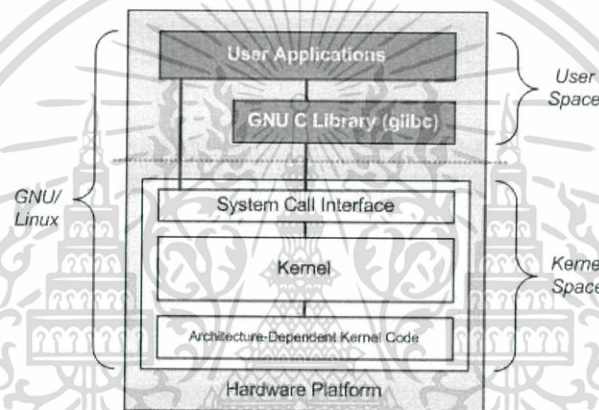 User Applications
User
Space
GNU C Library (glibc)
GNU/
Linux
System Call Interface
Kernel
Kernel
Space
Architecture-Dependent Kernel Code
Hardware Platform